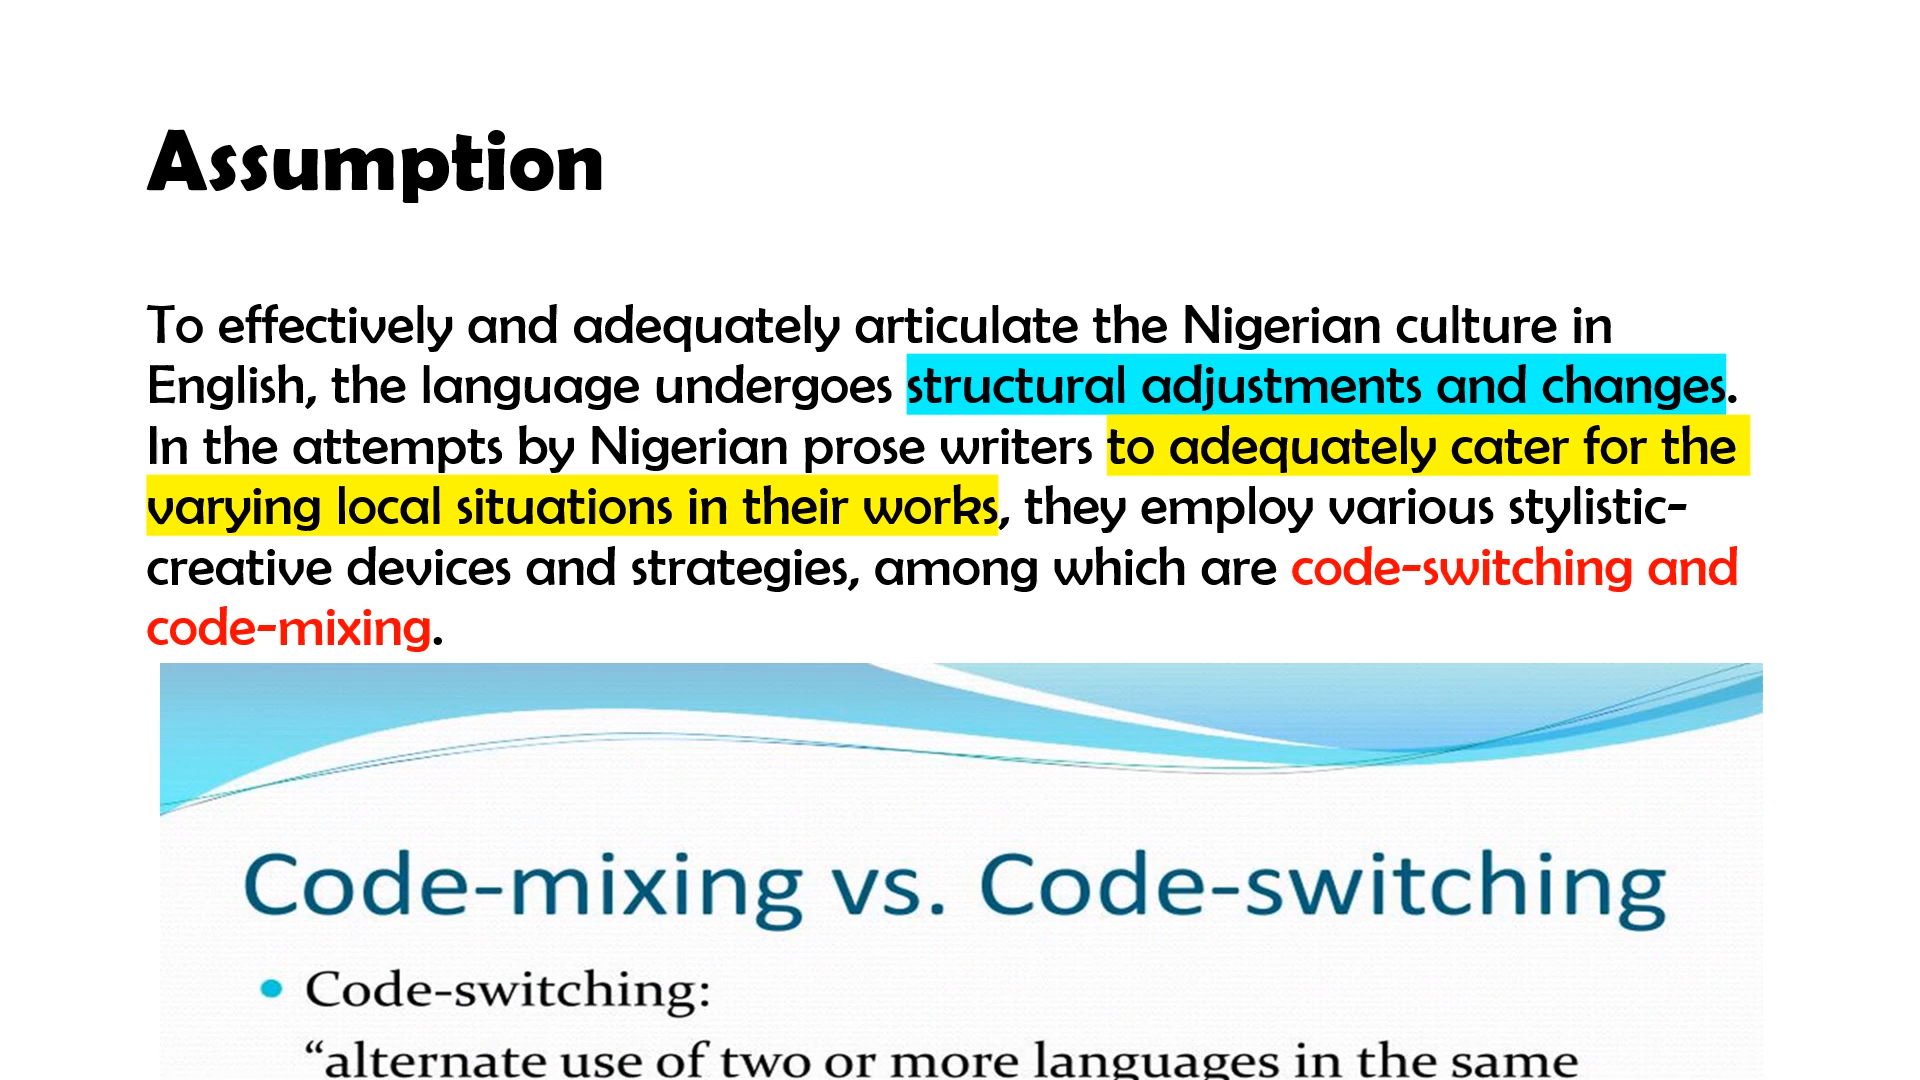 Assumption
To effectively and adequately articulate the Nigerian culture in
English, the language undergoes structural adjustments and changes.
In the attempts by Nigerian prose writers to adequately cater for the
varying local situations in their works, they employ various stylistic-
creative devices and strategies, among which are code-switching and
code-mixing.
Code-mixing vs. Code-switching
• Code-switching:
“alternate use of two or more languages in the same